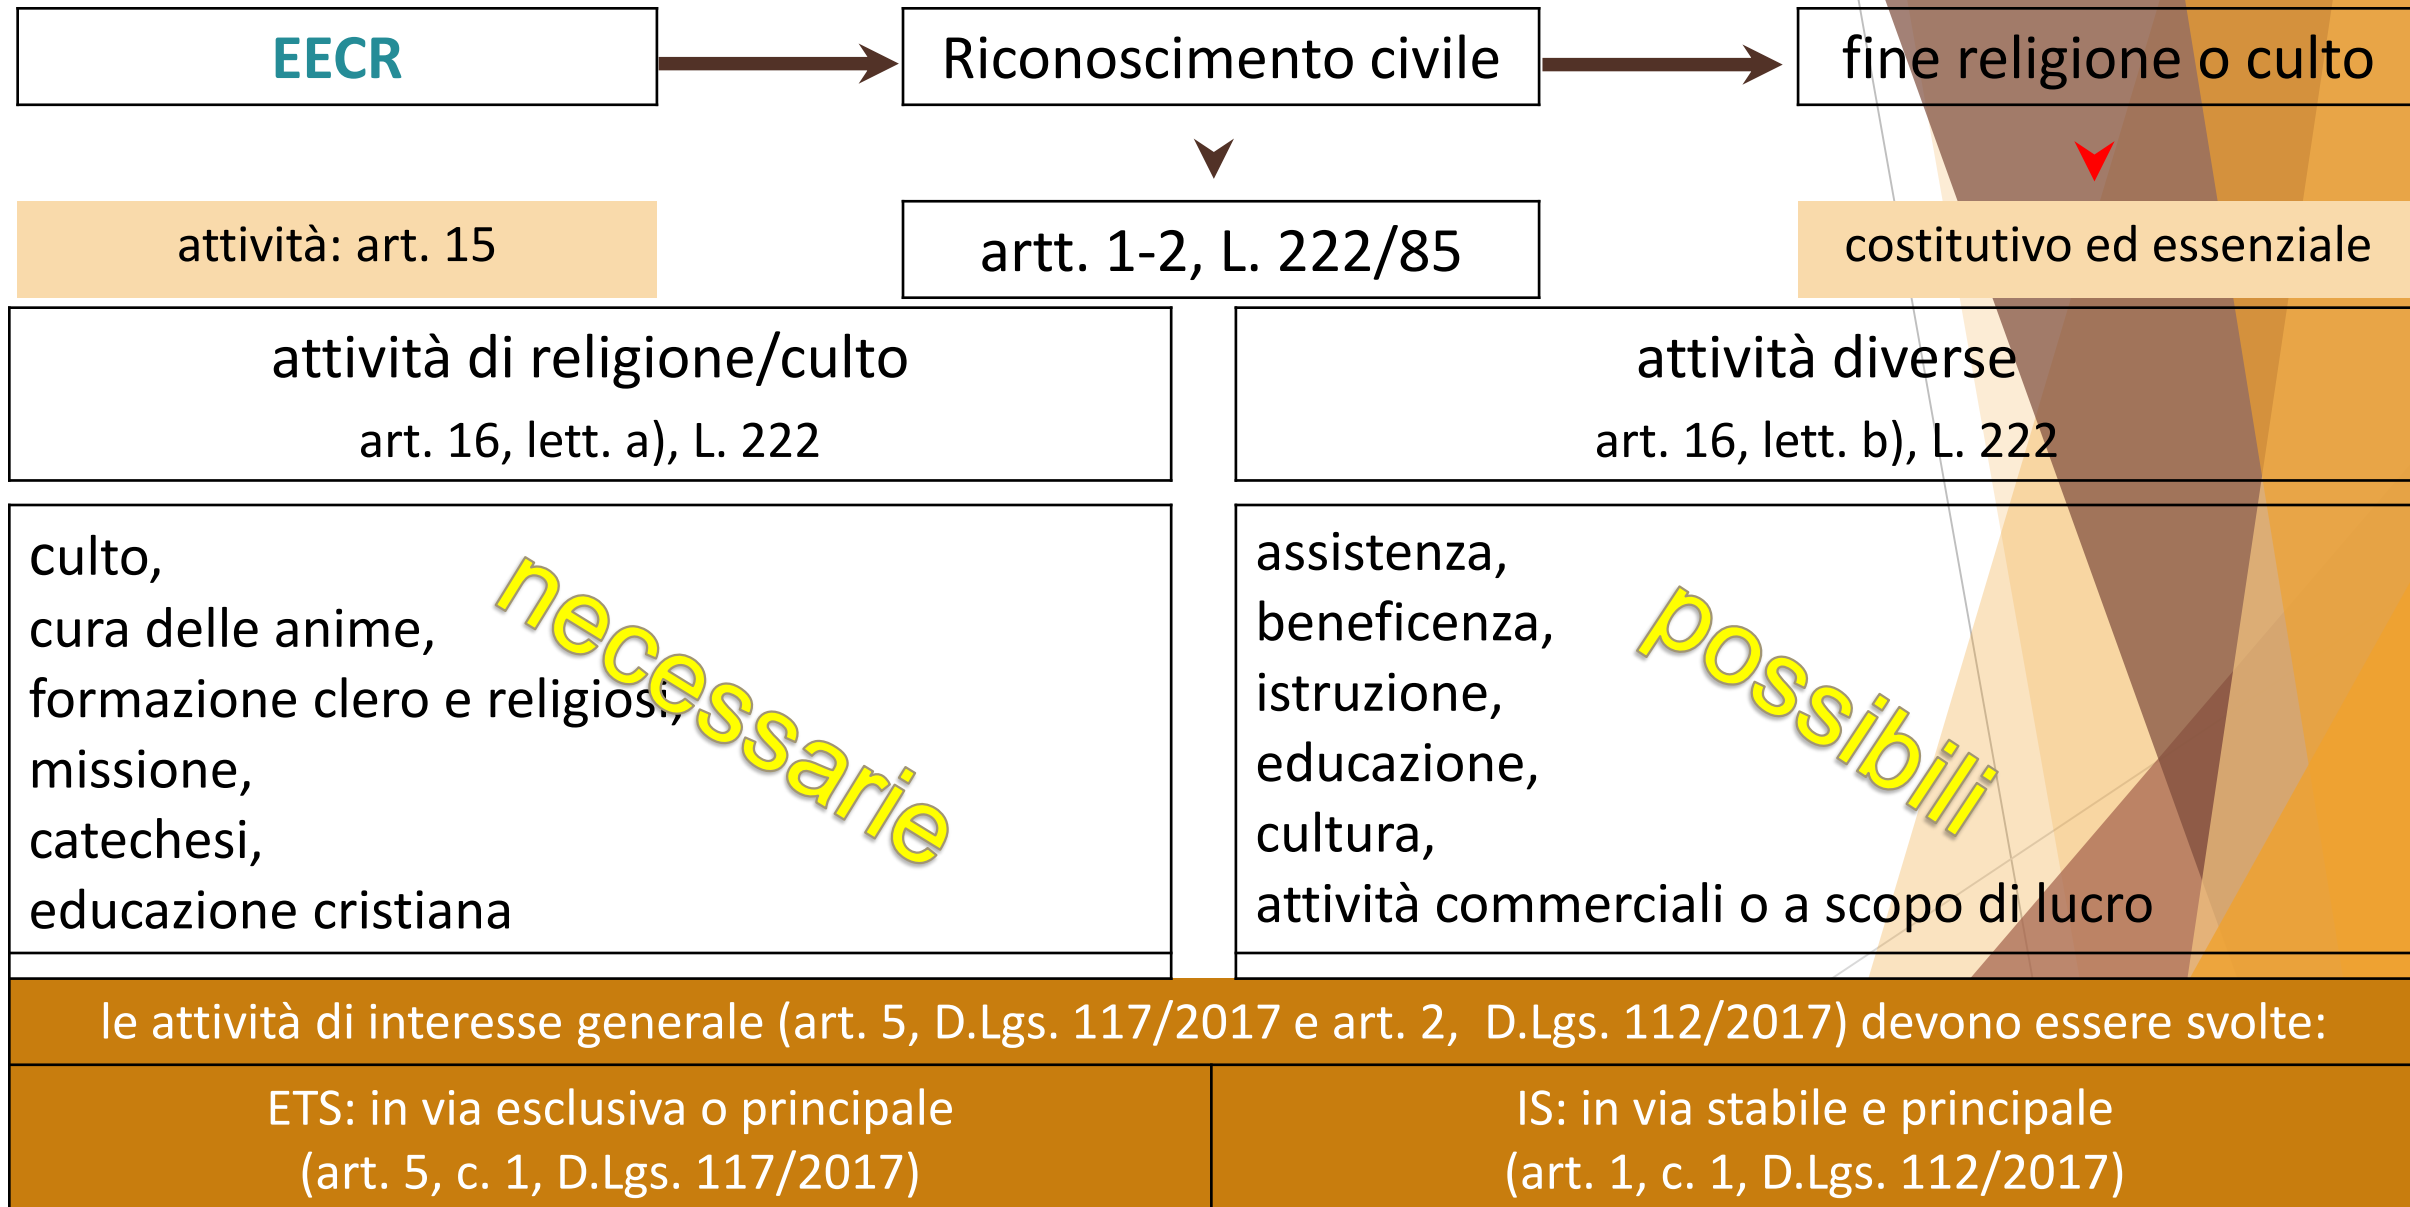 EECR
Riconoscimento civile
fine religione o culto
attività: art. 15
artt. 1-2, L. 222/85
costitutivo ed essenziale
attività di religione/culto
art. 16, lett. a), L. 222
attività diverse
art. 16, lett. b), L. 222
culto,
cura delle anime,
formazione clero e religiosi,
missione,
catechesi,
educazione cristiana
necessarie
assistenza,
beneficenza,
istruzione,
educazione,
cultura,
attività commerciali o a scopo di lucro
possibili
le attività di interesse generale (art. 5, D.Lgs. 117/2017 e art. 2, D.Lgs. 112/2017) devono essere svolte:
ETS: in via esclusiva o principale
(art. 5, c. 1, D.Lgs. 117/2017)
IS: in via stabile e principale
(art. 1, c. 1, D.Lgs. 112/2017)